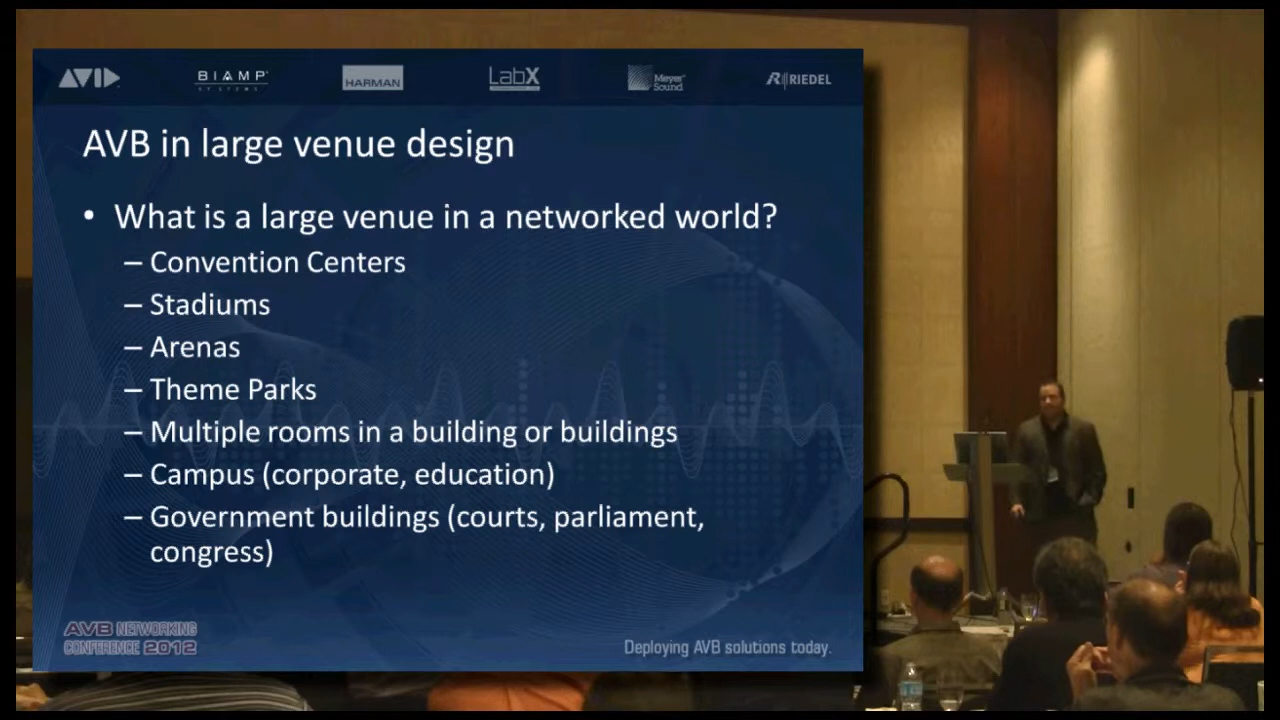 AVID
BIAMP
SYSTEMS
HARMAN
LabX
Meyer
Sound
RIEDEL
AVB in large venue design
• What is a large venue in a networked world?
– Convention Centers
– Stadiums
– Arenas
– Theme Parks
– Multiple rooms in a building or buildings
– Campus (corporate, education)
– Government buildings (courts, parliament,
congress)
AVB NETWORKING
CONFERENCE 2012
Deploying AVB solutions today.